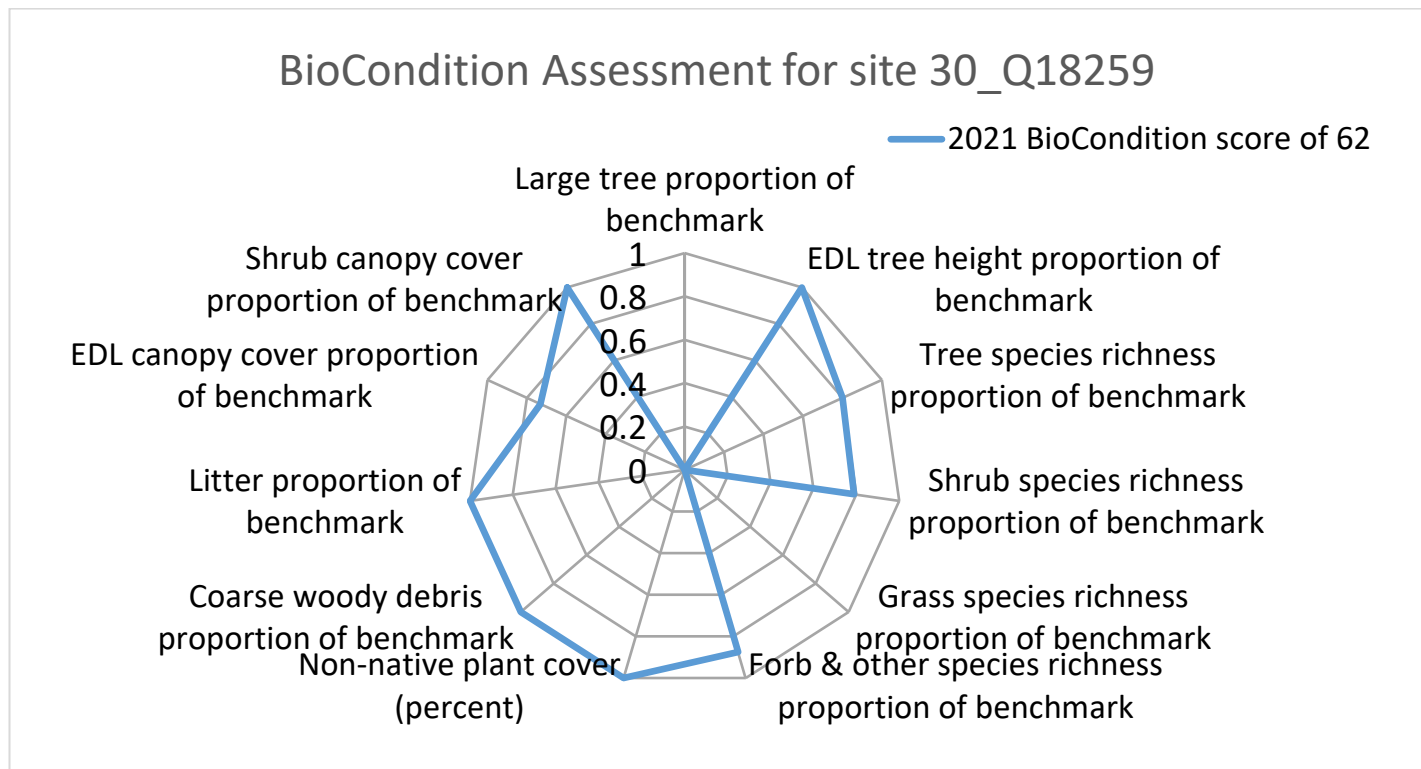 BioCondition Assessment for site 30_Q18259
2021 BioCondition score of 62
Large tree proportion of
benchmark
EDL tree height proportion of
benchmark
Tree species richness
proportion of benchmark
Shrub species richness
proportion of benchmark
Grass species richness
proportion of benchmark
Forb & other species richness
proportion of benchmark
Non-native plant cover
(percent)
Coarse woody debris
proportion of benchmark
Litter proportion of
benchmark
EDL canopy cover proportion
of benchmark
Shrub canopy cover
proportion of benchmark
1
0.8
0.6
0.4
0.2
0